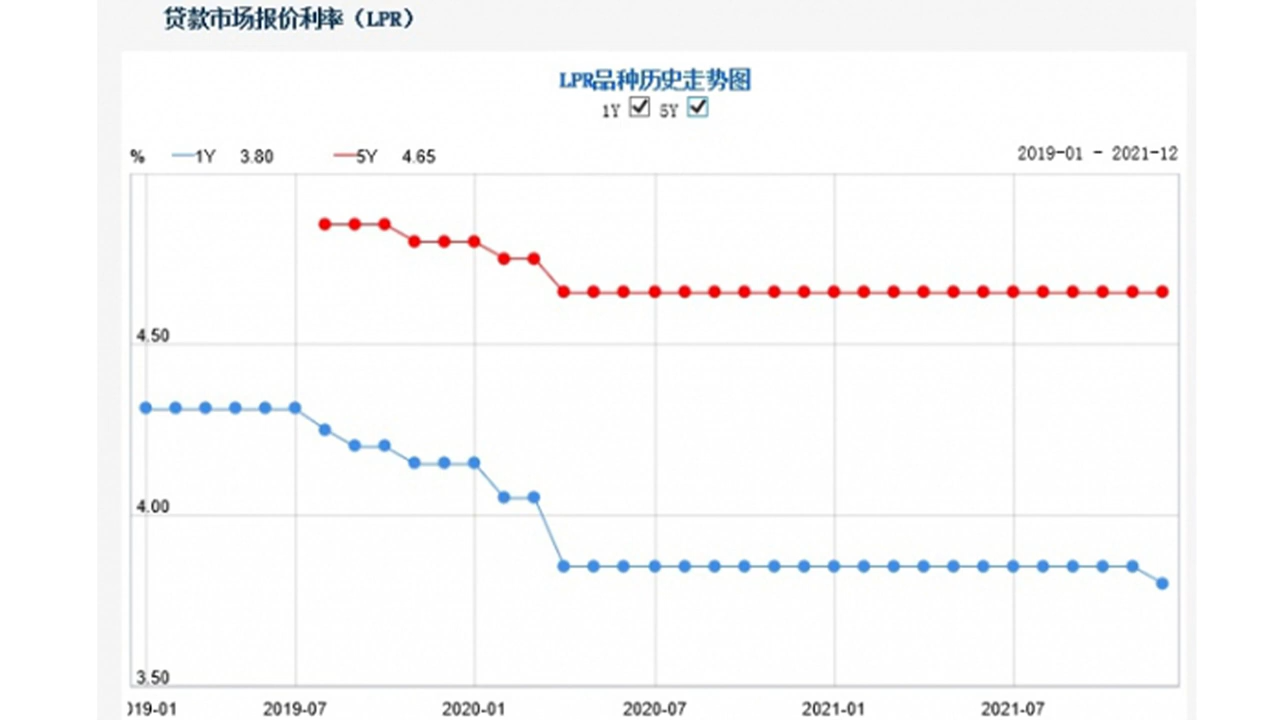 贷款市场报价利率（LPR）
LPR品种历史走势图
1Y 5Y
% 1Y 3.80 5Y 4.65 2019-01 - 2021-12
4.50
4.00
3.50
019-01 2019-07 2020-01 2020-07 2021-01 2021-07